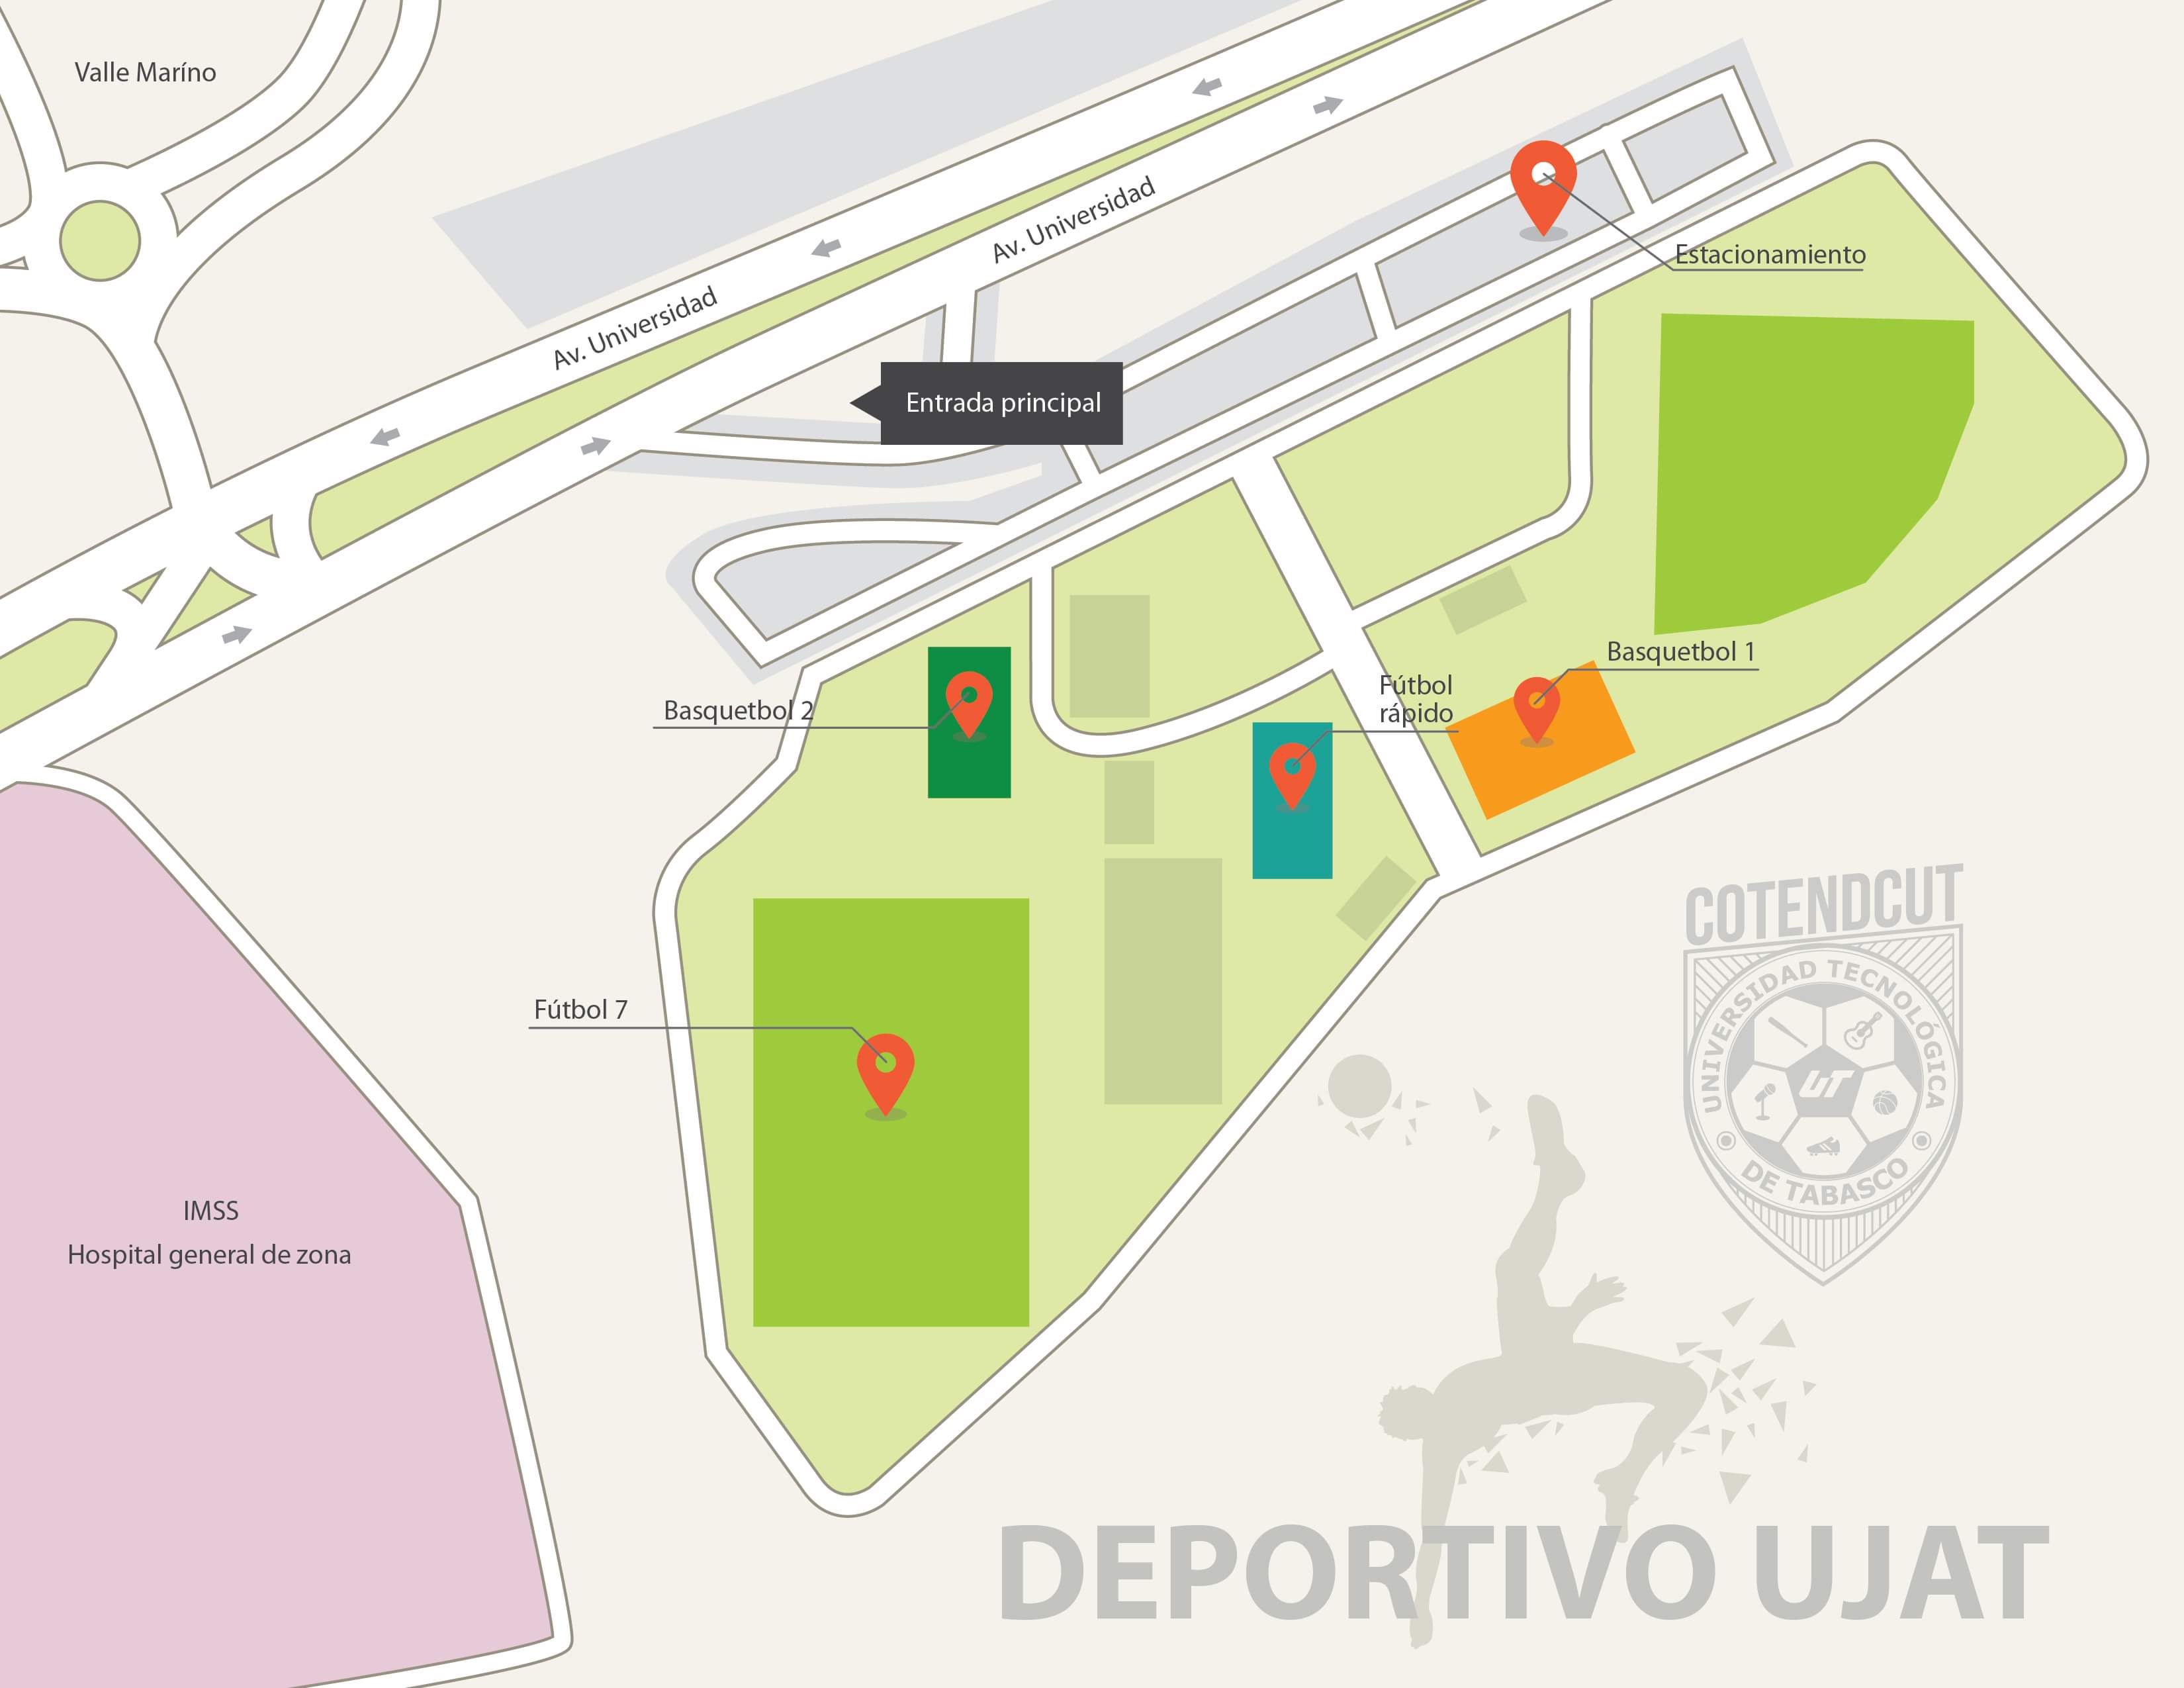 Valle Maríno
Av. Universidad
Av. Universidad
Estacionamiento
Entrada principal
Basquetbol 1
Fútbol
rápido
Basquetbol 2
Fútbol 7
IMSS
Hospital general de zona
COTENDCUT
UNIVERSIDAD TECNOLÓGICA
UT
DE TABASCO
DEPORTIVO UJAT